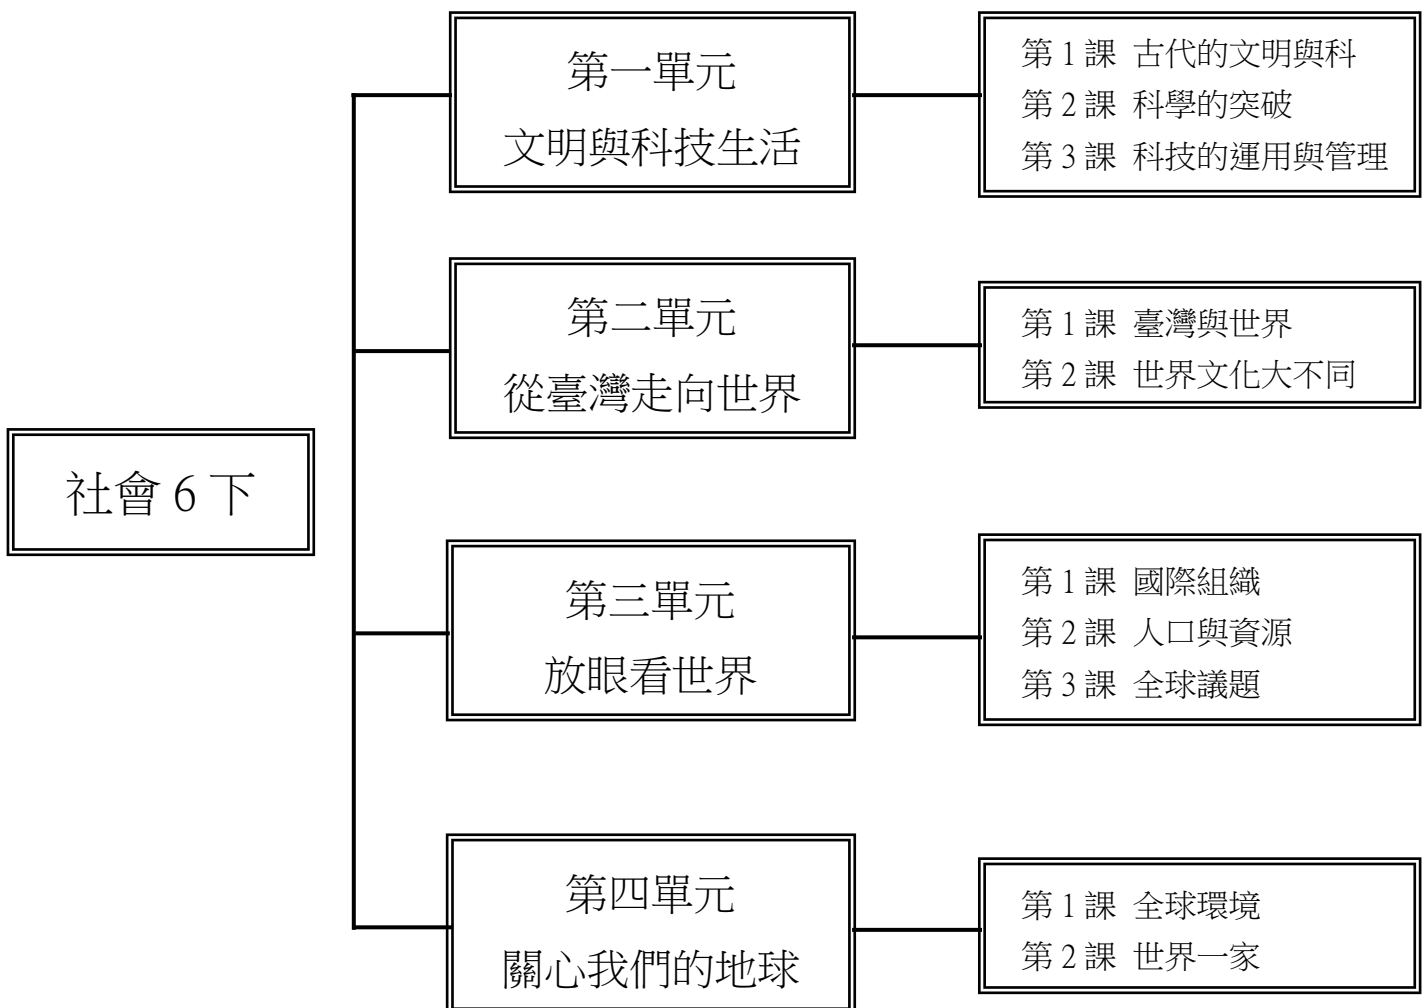 社會 6 下
第一單元
文明與科技生活
第 1 課 古代的文明與科
第 2 課 科學的突破
第 3 課 科技的運用與管理
第二單元
從臺灣走向世界
第 1 課 臺灣與世界
第 2 課 世界文化大不同
第三單元
放眼看世界
第 1 課 國際組織
第 2 課 人口與資源
第 3 課 全球議題
第四單元
關心我們的地球
第 1 課 全球環境
第 2 課 世界一家